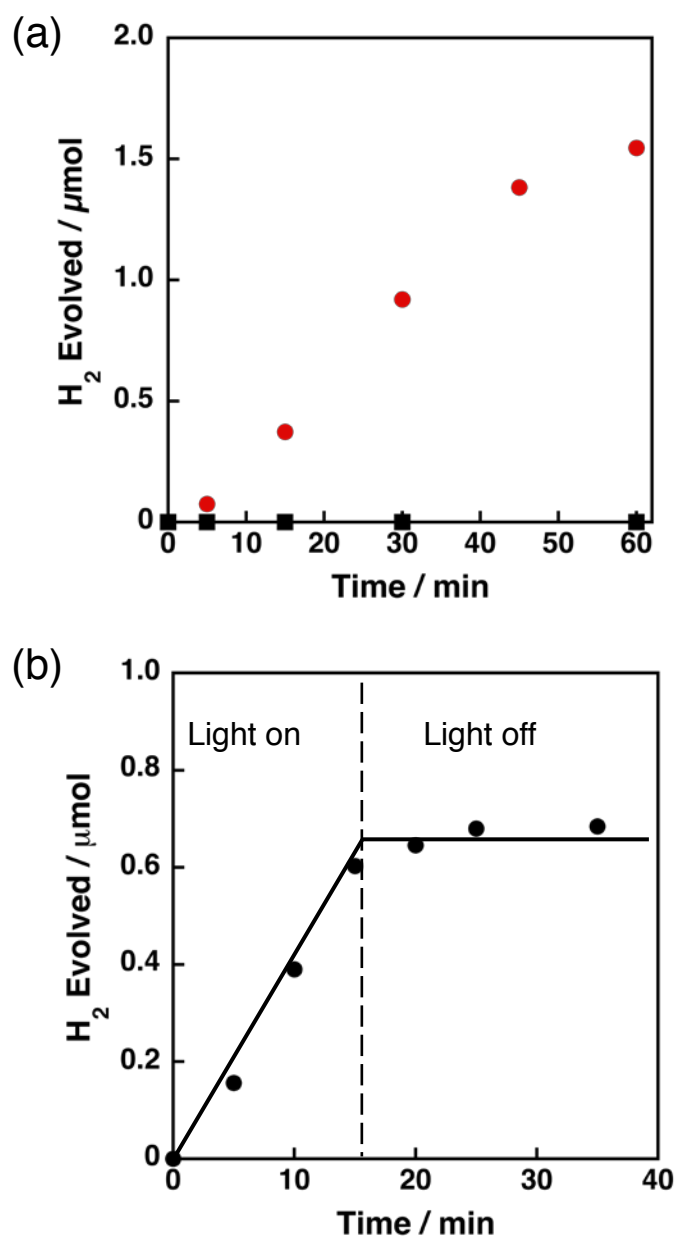 (a)
2.0
1.5
1.0
0.5
0
H₂ Evolved / μmol
0 10 20 30 40 50 60
Time / min
(b)
1.0
0.8
0.6
0.4
0.2
0
H₂ Evolved / μmol
Light on Light off
0 10 20 30 40
Time / min